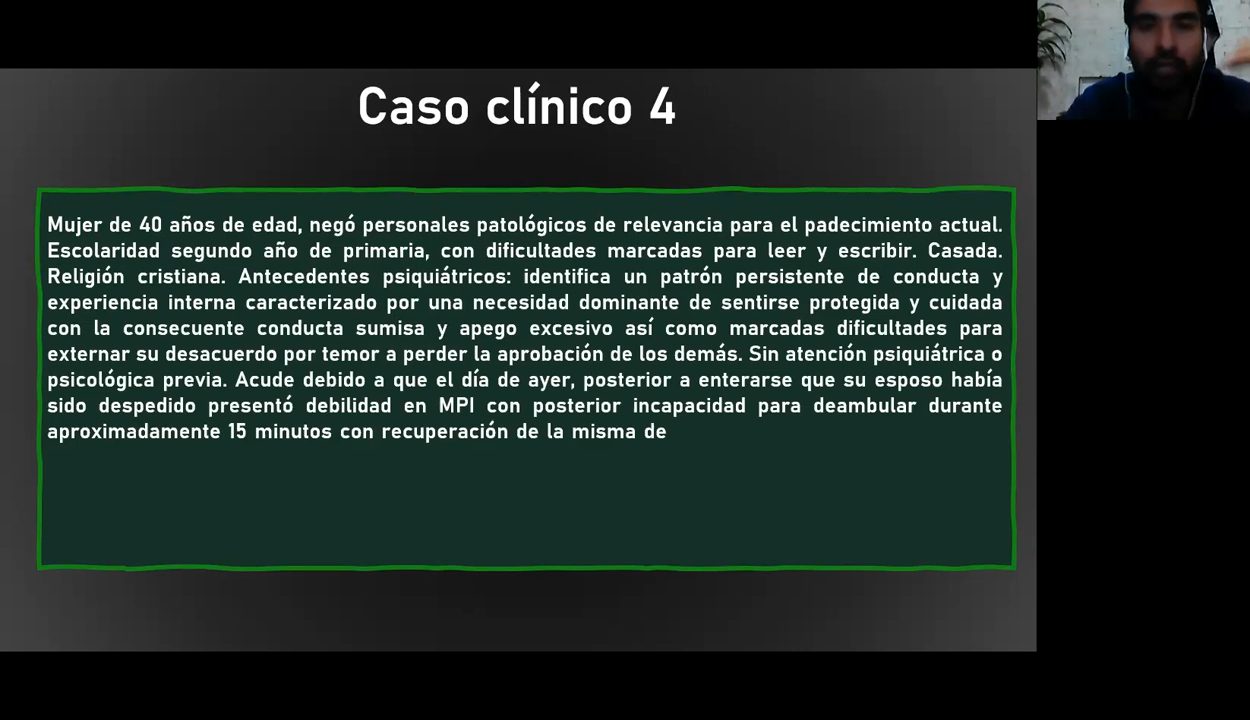 Caso clínico 4
Mujer de 40 años de edad, negó personales patológicos de relevancia para el padecimiento actual.
Escolaridad segundo año de primaria, con dificultades marcadas para leer y escribir. Casada.
Religión cristiana. Antecedentes psiquiátricos: identifica un patrón persistente de conducta y
experiencia interna caracterizado por una necesidad dominante de sentirse protegida y cuidada
con la consecuente conducta sumisa y apego excesivo así como marcadas dificultades para
externar su desacuerdo por temor a perder la aprobación de los demás. Sin atención psiquiátrica o
psicológica previa. Acude debido a que el día de ayer, posterior a enterarse que su esposo había
sido despedido presentó debilidad en MPI con posterior incapacidad para deambular durante
aproximadamente 15 minutos con recuperación de la misma de